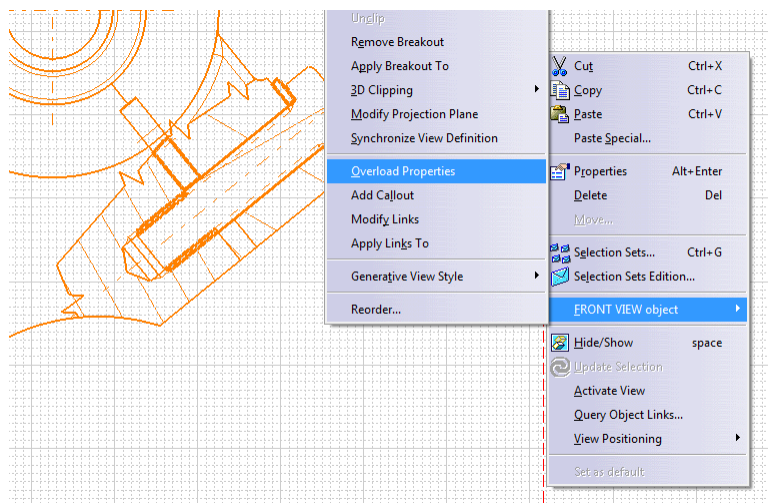 Unclip
Remove Breakout
Apply Breakout To
3D Clipping
Modify Projection Plane
Synchronize View Definition
Overload Properties
Add Callout
Modify Links
Apply Links To
Generative View Style
Reorder...
Cut Ctrl+X
Copy Ctrl+C
Paste Ctrl+V
Paste Special...
Properties Alt+Enter
Delete Del
Move...
Selection Sets... Ctrl+G
Selection Sets Edition...
FRONT VIEW object
Hide/Show space
Update Selection
Activate View
Query Object Links...
View Positioning
Set as default